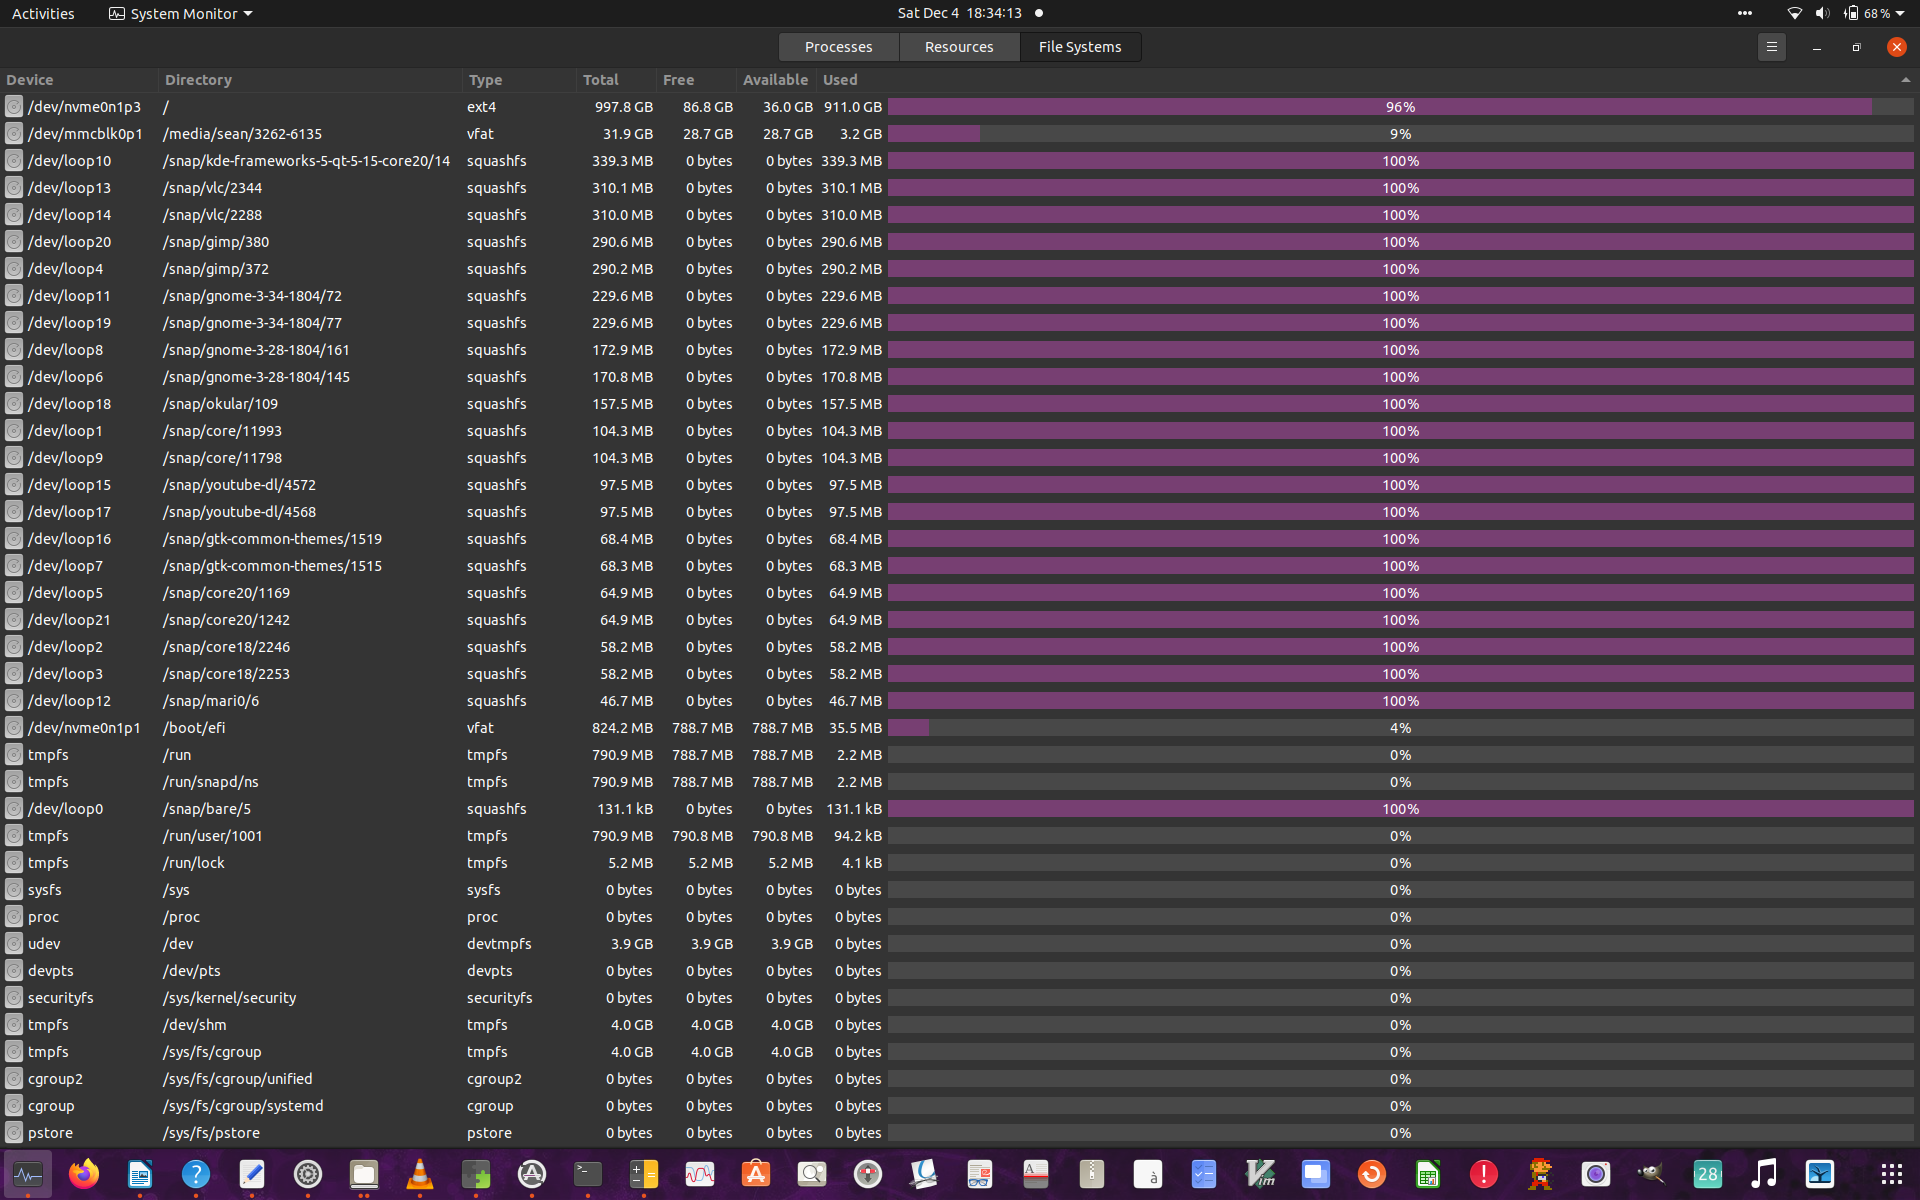 Activities System Monitor Sat Dec 4 18:34:13 68 %
Processes Resources File Systems
Device Directory Type Total Free Available Used
/dev/nvme0n1p3 / ext4 997.8 GB 86.8 GB 36.0 GB 911.0 GB 96%
/dev/mmcblk0p1 /media/sean/3262-6135 vfat 31.9 GB 28.7 GB 28.7 GB 3.2 GB 9%
/dev/loop10 /snap/kde-frameworks-5-qt-5-15-core20/14 squashfs 339.3 MB 0 bytes 0 bytes 339.3 MB 100%
/dev/loop13 /snap/vlc/2344 squashfs 310.1 MB 0 bytes 0 bytes 310.1 MB 100%
/dev/loop14 /snap/vlc/2288 squashfs 310.0 MB 0 bytes 0 bytes 310.0 MB 100%
/dev/loop20 /snap/gimp/380 squashfs 290.6 MB 0 bytes 0 bytes 290.6 MB 100%
/dev/loop4 /snap/gimp/372 squashfs 290.2 MB 0 bytes 0 bytes 290.2 MB 100%
/dev/loop11 /snap/gnome-3-34-1804/72 squashfs 229.6 MB 0 bytes 0 bytes 229.6 MB 100%
/dev/loop19 /snap/gnome-3-34-1804/77 squashfs 229.6 MB 0 bytes 0 bytes 229.6 MB 100%
/dev/loop8 /snap/gnome-3-28-1804/161 squashfs 172.9 MB 0 bytes 0 bytes 172.9 MB 100%
/dev/loop6 /snap/gnome-3-28-1804/145 squashfs 170.8 MB 0 bytes 0 bytes 170.8 MB 100%
/dev/loop18 /snap/okular/109 squashfs 157.5 MB 0 bytes 0 bytes 157.5 MB 100%
/dev/loop1 /snap/core/11993 squashfs 104.3 MB 0 bytes 0 bytes 104.3 MB 100%
/dev/loop9 /snap/core/11798 squashfs 104.3 MB 0 bytes 0 bytes 104.3 MB 100%
/dev/loop15 /snap/youtube-dl/4572 squashfs 97.5 MB 0 bytes 0 bytes 97.5 MB 100%
/dev/loop17 /snap/youtube-dl/4568 squashfs 97.5 MB 0 bytes 0 bytes 97.5 MB 100%
/dev/loop16 /snap/gtk-common-themes/1519 squashfs 68.4 MB 0 bytes 0 bytes 68.4 MB 100%
/dev/loop7 /snap/gtk-common-themes/1515 squashfs 68.3 MB 0 bytes 0 bytes 68.3 MB 100%
/dev/loop5 /snap/core20/1169 squashfs 64.9 MB 0 bytes 0 bytes 64.9 MB 100%
/dev/loop21 /snap/core20/1242 squashfs 64.9 MB 0 bytes 0 bytes 64.9 MB 100%
/dev/loop2 /snap/core18/2246 squashfs 58.2 MB 0 bytes 0 bytes 58.2 MB 100%
/dev/loop3 /snap/core18/2253 squashfs 58.2 MB 0 bytes 0 bytes 58.2 MB 100%
/dev/loop12 /snap/mari0/6 squashfs 46.7 MB 0 bytes 0 bytes 46.7 MB 100%
/dev/nvme0n1p1 /boot/efi vfat 824.2 MB 788.7 MB 788.7 MB 35.5 MB 4%
tmpfs /run tmpfs 790.9 MB 788.7 MB 788.7 MB 2.2 MB 0%
tmpfs /run/snapd/ns tmpfs 790.9 MB 788.7 MB 788.7 MB 2.2 MB 0%
/dev/loop0 /snap/bare/5 squashfs 131.1 kB 0 bytes 0 bytes 131.1 kB 100%
tmpfs /run/user/1001 tmpfs 790.9 MB 790.8 MB 790.8 MB 94.2 kB 0%
tmpfs /run/lock tmpfs 5.2 MB 5.2 MB 5.2 MB 4.1 kB 0%
sysfs /sys sysfs 0 bytes 0 bytes 0 bytes 0 bytes 0%
proc /proc proc 0 bytes 0 bytes 0 bytes 0 bytes 0%
udev /dev devtmpfs 3.9 GB 3.9 GB 3.9 GB 0 bytes 0%
devpts /dev/pts devpts 0 bytes 0 bytes 0 bytes 0 bytes 0%
securityfs /sys/kernel/security securityfs 0 bytes 0 bytes 0 bytes 0 bytes 0%
tmpfs /dev/shm tmpfs 4.0 GB 4.0 GB 4.0 GB 0 bytes 0%
tmpfs /sys/fs/cgroup tmpfs 4.0 GB 4.0 GB 4.0 GB 0 bytes 0%
cgroup2 /sys/fs/cgroup/unified cgroup2 0 bytes 0 bytes 0 bytes 0 bytes 0%
cgroup /sys/fs/cgroup/systemd cgroup 0 bytes 0 bytes 0 bytes 0 bytes 0%
pstore /sys/fs/pstore pstore 0 bytes 0 bytes 0 bytes 0 bytes 0%
? >_ A à Vim ! 28